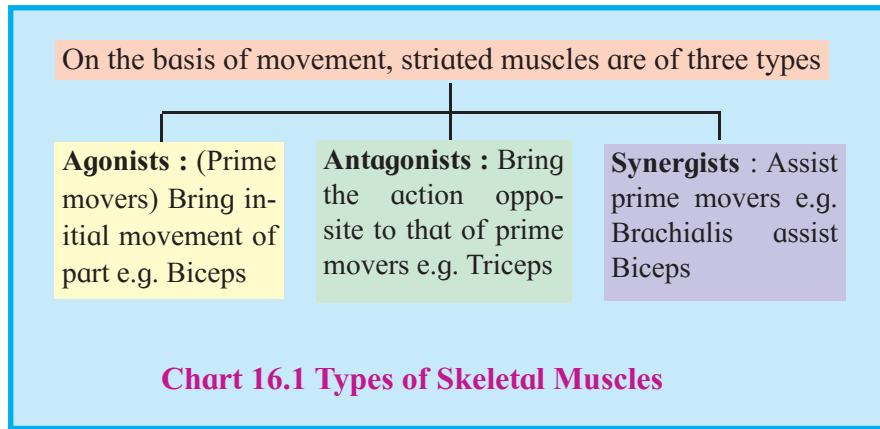 On the basis of movement, striated muscles are of three types
Agonists : (Prime
movers) Bring in-
itial movement of
part e.g. Biceps
Antagonists : Bring
the action oppo-
site to that of prime
movers e.g. Triceps
Synergists : Assist
prime movers e.g.
Brachialis assist
Biceps
Chart 16.1 Types of Skeletal Muscles